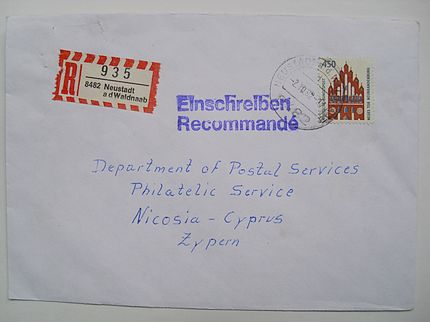 R 935
8482 Neustadt
a d Waldnaab
Einschreiben
Recommandé
450
Department of Postal Services
Philatelic Service
Nicosia - Cyprus
Zypern